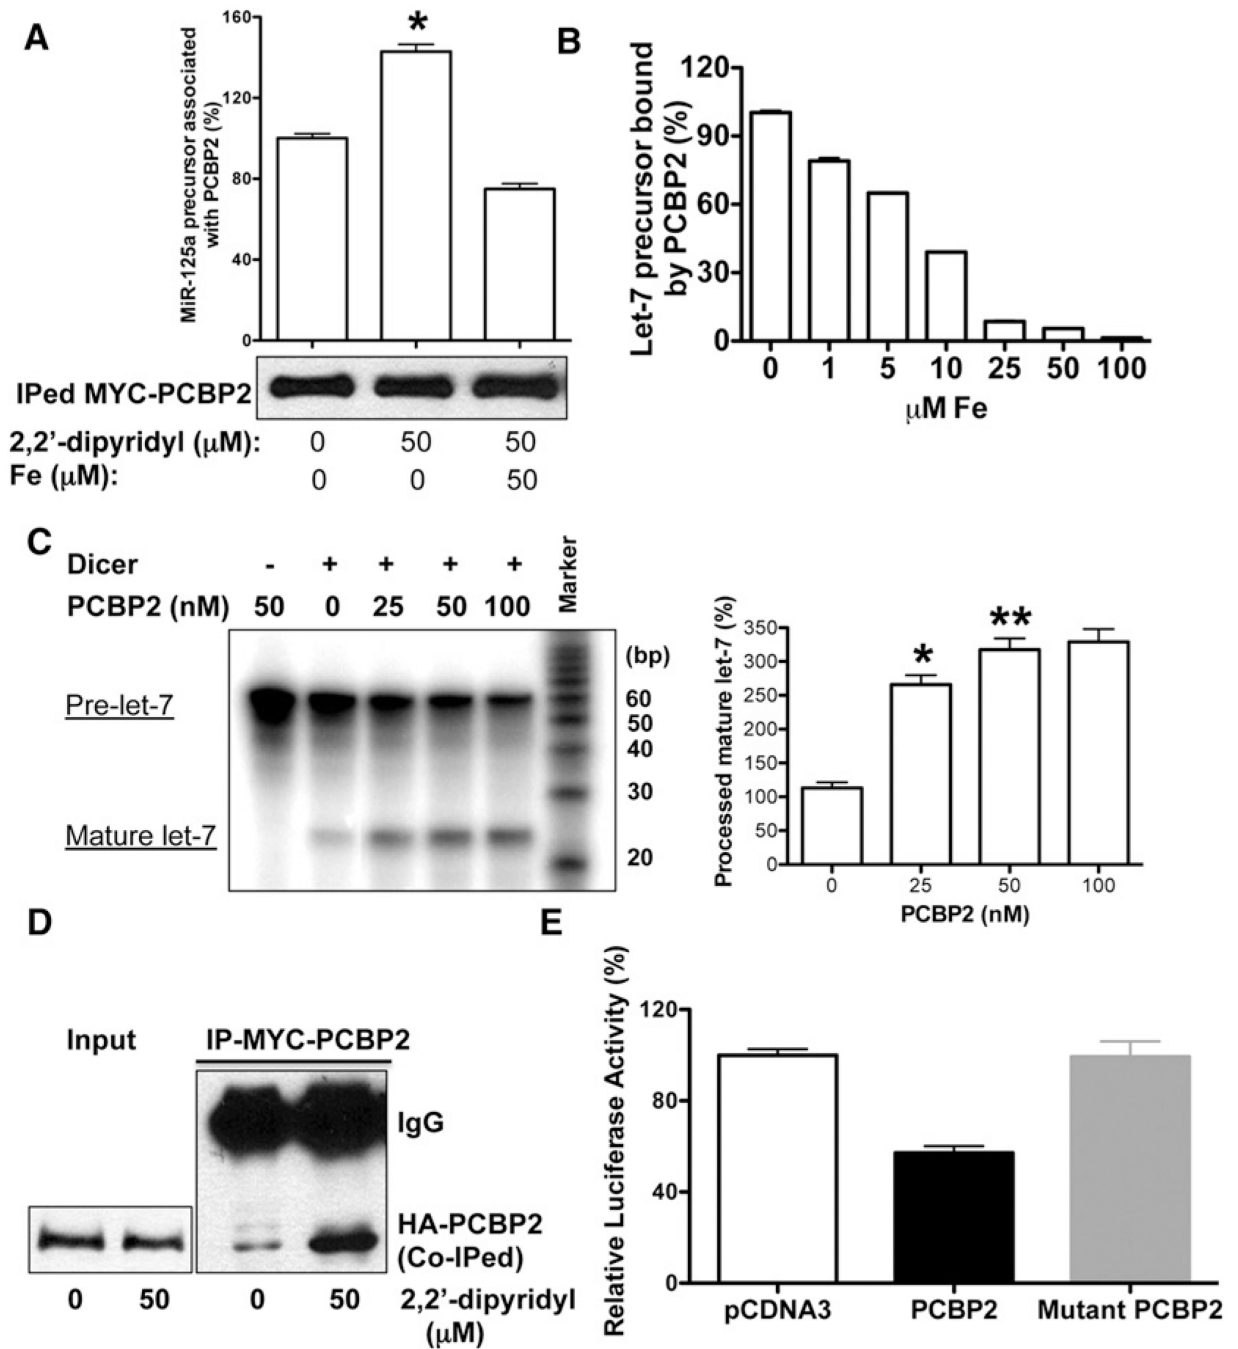 A
MiR-125a precursor associated
with PCBP2 (%)
160
120
80
40
0
*
IPed MYC-PCBP2
2,2'-dipyridyl (μM):
0
50
50
Fe (μM):
0
0
50
B
Let-7 precursor bound
by PCBP2 (%)
120
90
60
30
0
0
1
5
10
25
50
100
μM Fe
C
Dicer
-
+
+
+
+
PCBP2 (nM)
50
0
25
50
100
Marker
(bp)
60
50
40
30
20
Pre-let-7
Mature let-7
Processed mature let-7 (%)
350
300
250
200
150
100
50
0
*
**
0
25
50
100
PCBP2 (nM)
D
Input
IP-MYC-PCBP2
IgG
HA-PCBP2
(Co-IPed)
0
50
0
50
2,2'-dipyridyl
(μM)
E
Relative Luciferase Activity (%)
120
80
40
0
pCDNA3
PCBP2
Mutant PCBP2